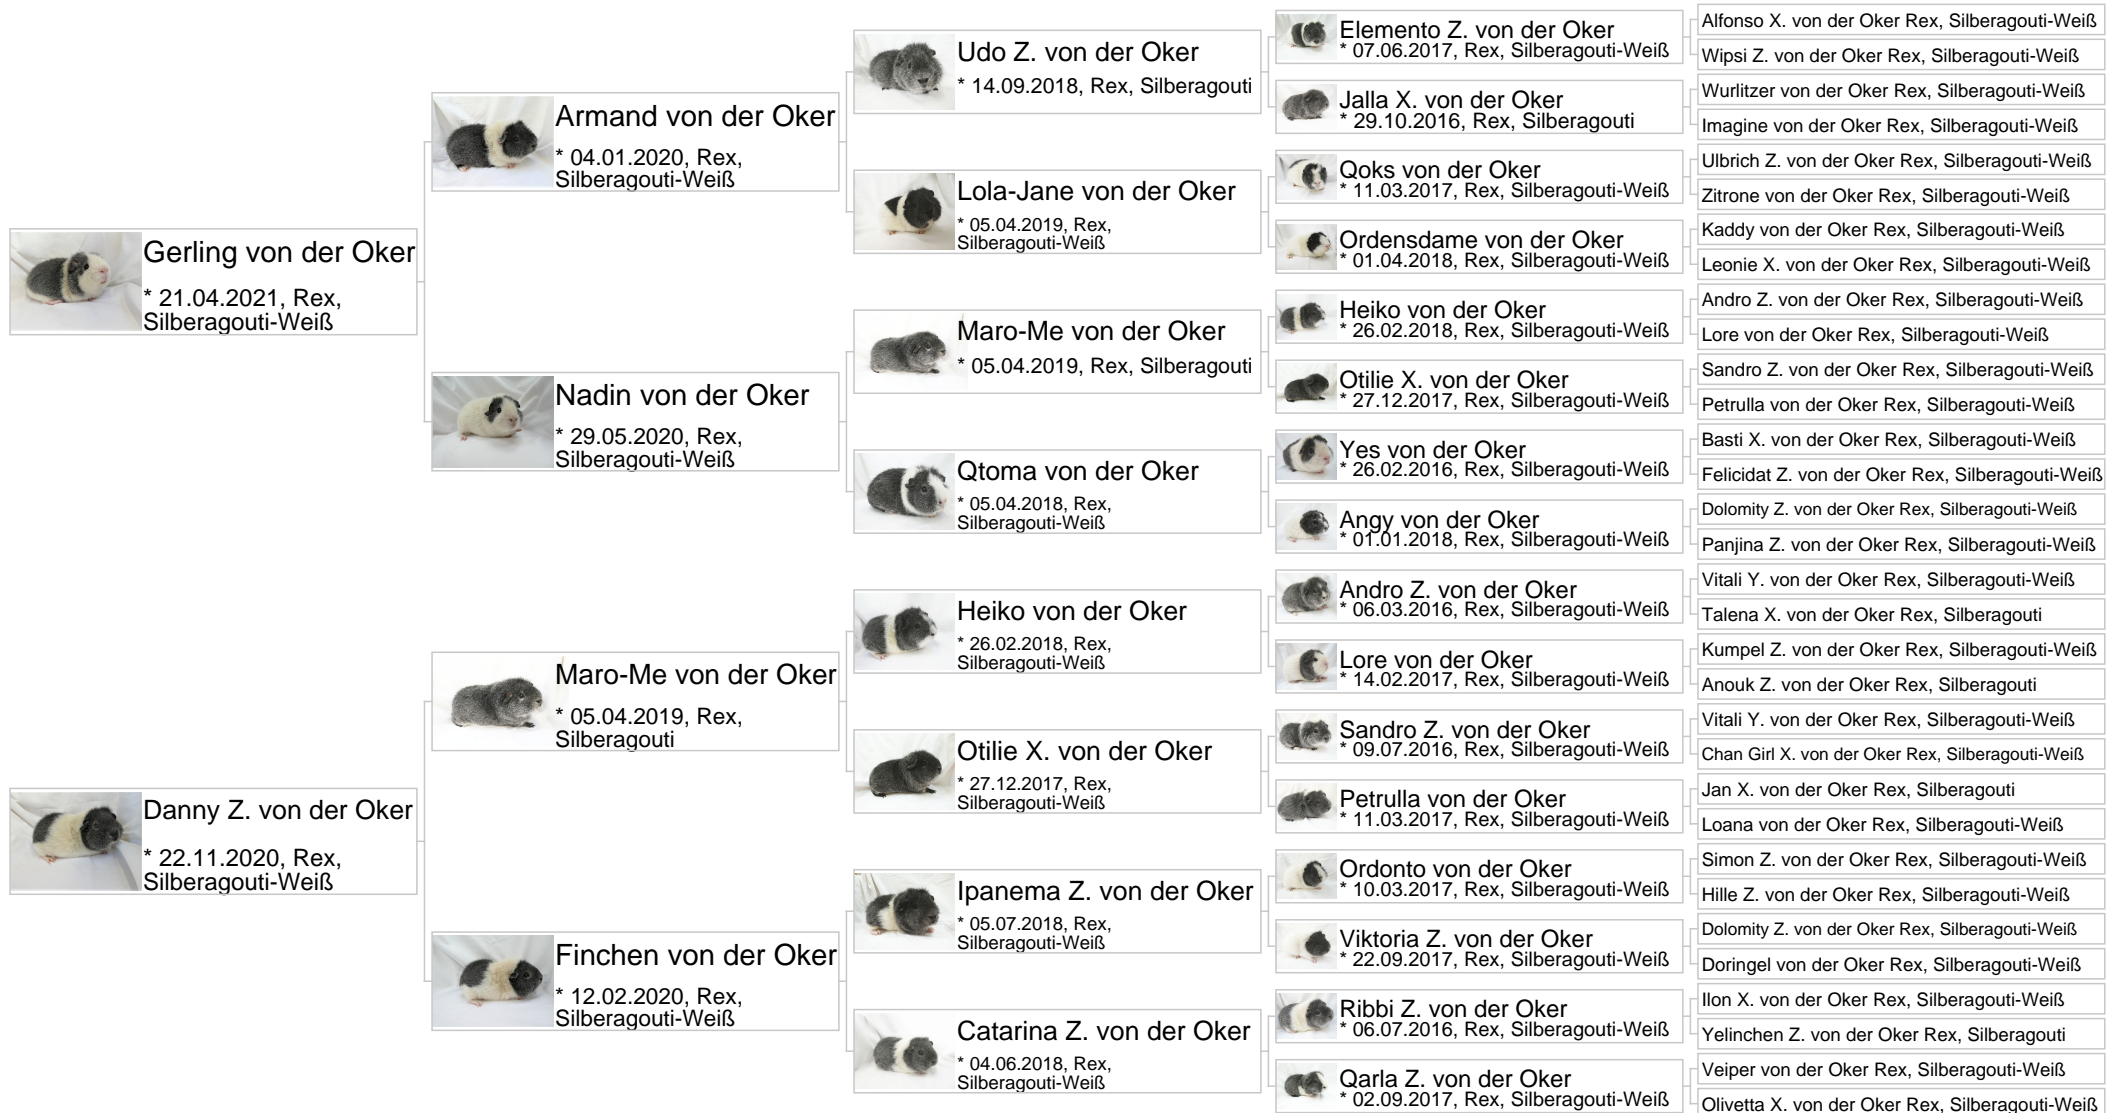 Gerling von der Oker
* 21.04.2021, Rex,
Silberagouti-Weiß
Danny Z. von der Oker
* 22.11.2020, Rex,
Silberagouti-Weiß
Armand von der Oker
* 04.01.2020, Rex,
Silberagouti-Weiß
Nadin von der Oker
* 29.05.2020, Rex,
Silberagouti-Weiß
Maro-Me von der Oker
* 05.04.2019, Rex,
Silberagouti
Finchen von der Oker
* 12.02.2020, Rex,
Silberagouti-Weiß
Udo Z. von der Oker
* 14.09.2018, Rex, Silberagouti
Lola-Jane von der Oker
* 05.04.2019, Rex,
Silberagouti-Weiß
Maro-Me von der Oker
* 05.04.2019, Rex, Silberagouti
Qtoma von der Oker
* 05.04.2018, Rex,
Silberagouti-Weiß
Heiko von der Oker
* 26.02.2018, Rex,
Silberagouti-Weiß
Otilie X. von der Oker
* 27.12.2017, Rex,
Silberagouti-Weiß
Ipanema Z. von der Oker
* 05.07.2018, Rex,
Silberagouti-Weiß
Catarina Z. von der Oker
* 04.06.2018, Rex,
Silberagouti-Weiß
Elemento Z. von der Oker
* 07.06.2017, Rex, Silberagouti-Weiß
Jalla X. von der Oker
* 29.10.2016, Rex, Silberagouti
Qoks von der Oker
* 11.03.2017, Rex, Silberagouti-Weiß
Ordensdame von der Oker
* 01.04.2018, Rex, Silberagouti-Weiß
Heiko von der Oker
* 26.02.2018, Rex, Silberagouti-Weiß
Otilie X. von der Oker
* 27.12.2017, Rex, Silberagouti-Weiß
Yes von der Oker
* 26.02.2016, Rex, Silberagouti-Weiß
Angy von der Oker
* 01.01.2018, Rex, Silberagouti-Weiß
Andro Z. von der Oker
* 06.03.2016, Rex, Silberagouti-Weiß
Lore von der Oker
* 14.02.2017, Rex, Silberagouti-Weiß
Sandro Z. von der Oker
* 09.07.2016, Rex, Silberagouti-Weiß
Petrulla von der Oker
* 11.03.2017, Rex, Silberagouti-Weiß
Ordonto von der Oker
* 10.03.2017, Rex, Silberagouti-Weiß
Viktoria Z. von der Oker
* 22.09.2017, Rex, Silberagouti-Weiß
Ribbi Z. von der Oker
* 06.07.2016, Rex, Silberagouti-Weiß
Qarla Z. von der Oker
* 02.09.2017, Rex, Silberagouti-Weiß
Alfonso X. von der Oker Rex, Silberagouti-Weiß
Wipsi Z. von der Oker Rex, Silberagouti-Weiß
Wurlitzer von der Oker Rex, Silberagouti-Weiß
Imagine von der Oker Rex, Silberagouti-Weiß
Ulbrich Z. von der Oker Rex, Silberagouti-Weiß
Zitrone von der Oker Rex, Silberagouti-Weiß
Kaddy von der Oker Rex, Silberagouti-Weiß
Leonie X. von der Oker Rex, Silberagouti-Weiß
Andro Z. von der Oker Rex, Silberagouti-Weiß
Lore von der Oker Rex, Silberagouti-Weiß
Sandro Z. von der Oker Rex, Silberagouti-Weiß
Petrulla von der Oker Rex, Silberagouti-Weiß
Basti X. von der Oker Rex, Silberagouti-Weiß
Felicidat Z. von der Oker Rex, Silberagouti-Weiß
Dolomity Z. von der Oker Rex, Silberagouti-Weiß
Panjina Z. von der Oker Rex, Silberagouti-Weiß
Vitali Y. von der Oker Rex, Silberagouti-Weiß
Talena X. von der Oker Rex, Silberagouti
Kumpel Z. von der Oker Rex, Silberagouti-Weiß
Anouk Z. von der Oker Rex, Silberagouti
Vitali Y. von der Oker Rex, Silberagouti-Weiß
Chan Girl X. von der Oker Rex, Silberagouti-Weiß
Jan X. von der Oker Rex, Silberagouti
Loana von der Oker Rex, Silberagouti-Weiß
Simon Z. von der Oker Rex, Silberagouti-Weiß
Hille Z. von der Oker Rex, Silberagouti-Weiß
Dolomity Z. von der Oker Rex, Silberagouti-Weiß
Doringel von der Oker Rex, Silberagouti-Weiß
Ilon X. von der Oker Rex, Silberagouti-Weiß
Yelinchen Z. von der Oker Rex, Silberagouti
Veiper von der Oker Rex, Silberagouti-Weiß
Olivetta X. von der Oker Rex, Silberagouti-Weiß